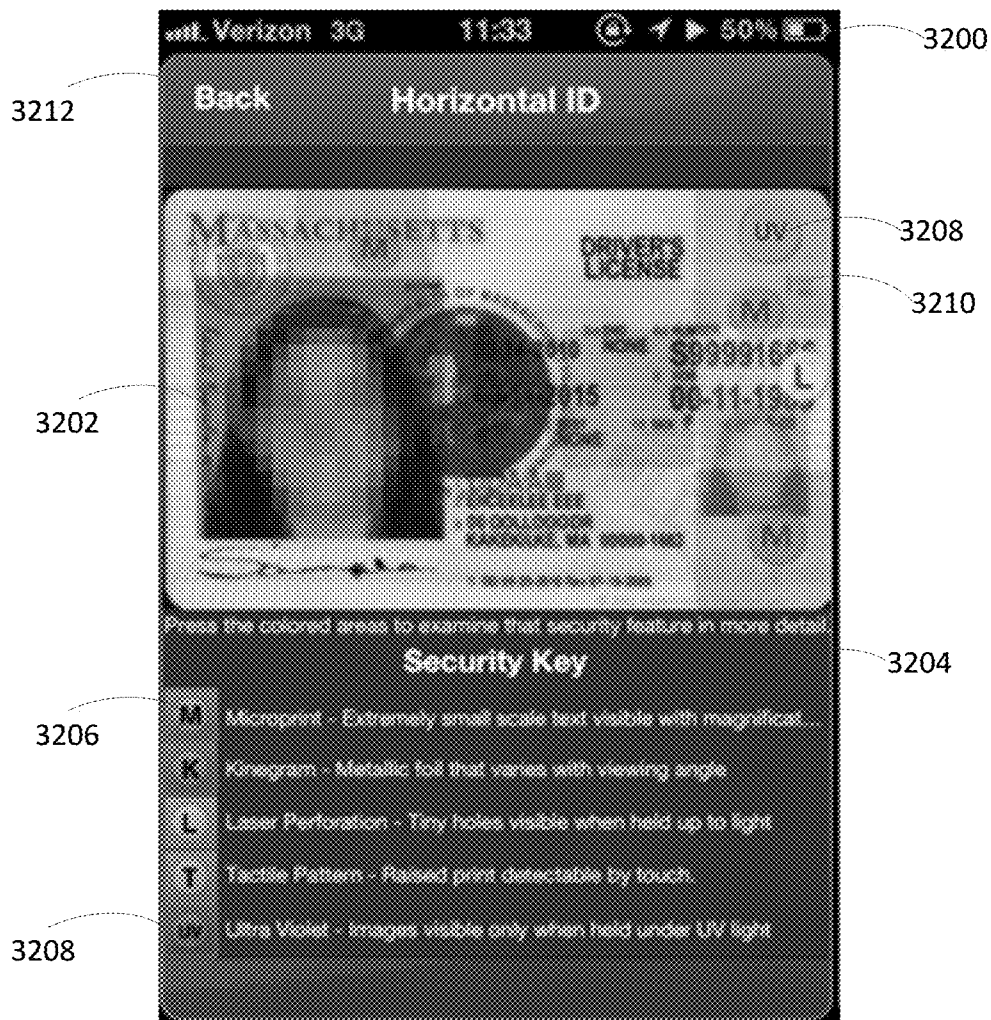 Verizon 3G 11:33 50%
3200
3212
Back Horizontal ID
MASSACHUSETTS
UV
3208
DRIVER'S
LICENSE
3210
M
L
3202
M
Press the colored areas to examine that security feature in more detail
Security Key
3204
3206
M Microprint - Extremely small scale text visible with magnificat...
K Kinegram - Metallic foil that varies with viewing angle
L Laser Perforation - Tiny holes visible when held up to light
T Tactile Pattern - Raised print detectable by touch.
UV Ultra Violet - Images visible only when held under UV light
3208